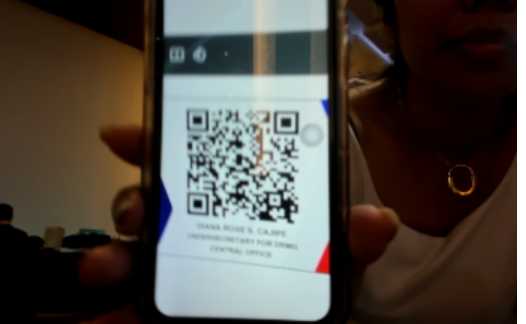 DIANA ROSE S. CAJIPE
UNDERSECRETARY FOR DRMG
CENTRAL OFFICE